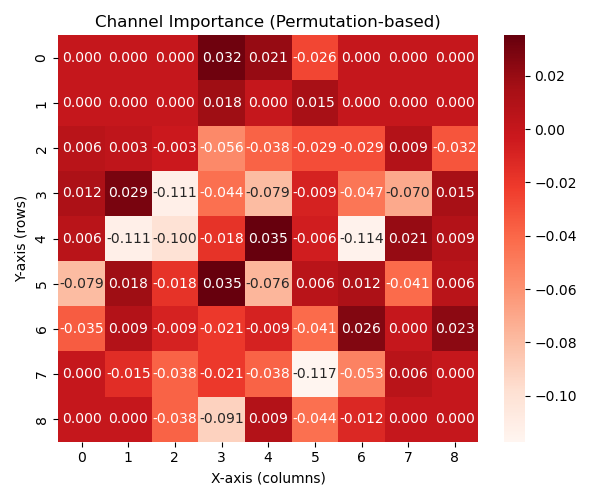 Channel Importance (Permutation-based)
0 0.000 0.000 0.000 0.032 0.021 -0.026 0.000 0.000 0.000
1 0.000 0.000 0.000 0.018 0.000 0.015 0.000 0.000 0.000
2 0.006 0.003 -0.003 -0.056 -0.038 -0.029 -0.029 0.009 -0.032
3 0.012 0.029 -0.111 -0.044 -0.079 -0.009 -0.047 -0.070 0.015
4 0.006 -0.111 -0.100 -0.018 0.035 -0.006 -0.114 0.021 0.009
5 -0.079 0.018 -0.018 0.035 -0.076 0.006 0.012 -0.041 0.006
6 -0.035 0.009 -0.009 -0.021 -0.009 -0.041 0.026 0.000 0.023
7 0.000 -0.015 -0.038 -0.021 -0.038 -0.117 -0.053 0.006 0.000
8 0.000 0.000 -0.038 -0.091 0.009 -0.044 -0.012 0.000 0.000
0 1 2 3 4 5 6 7 8
X-axis (columns)
Y-axis (rows)
0.02
0.00
−0.02
−0.04
−0.06
−0.08
−0.10